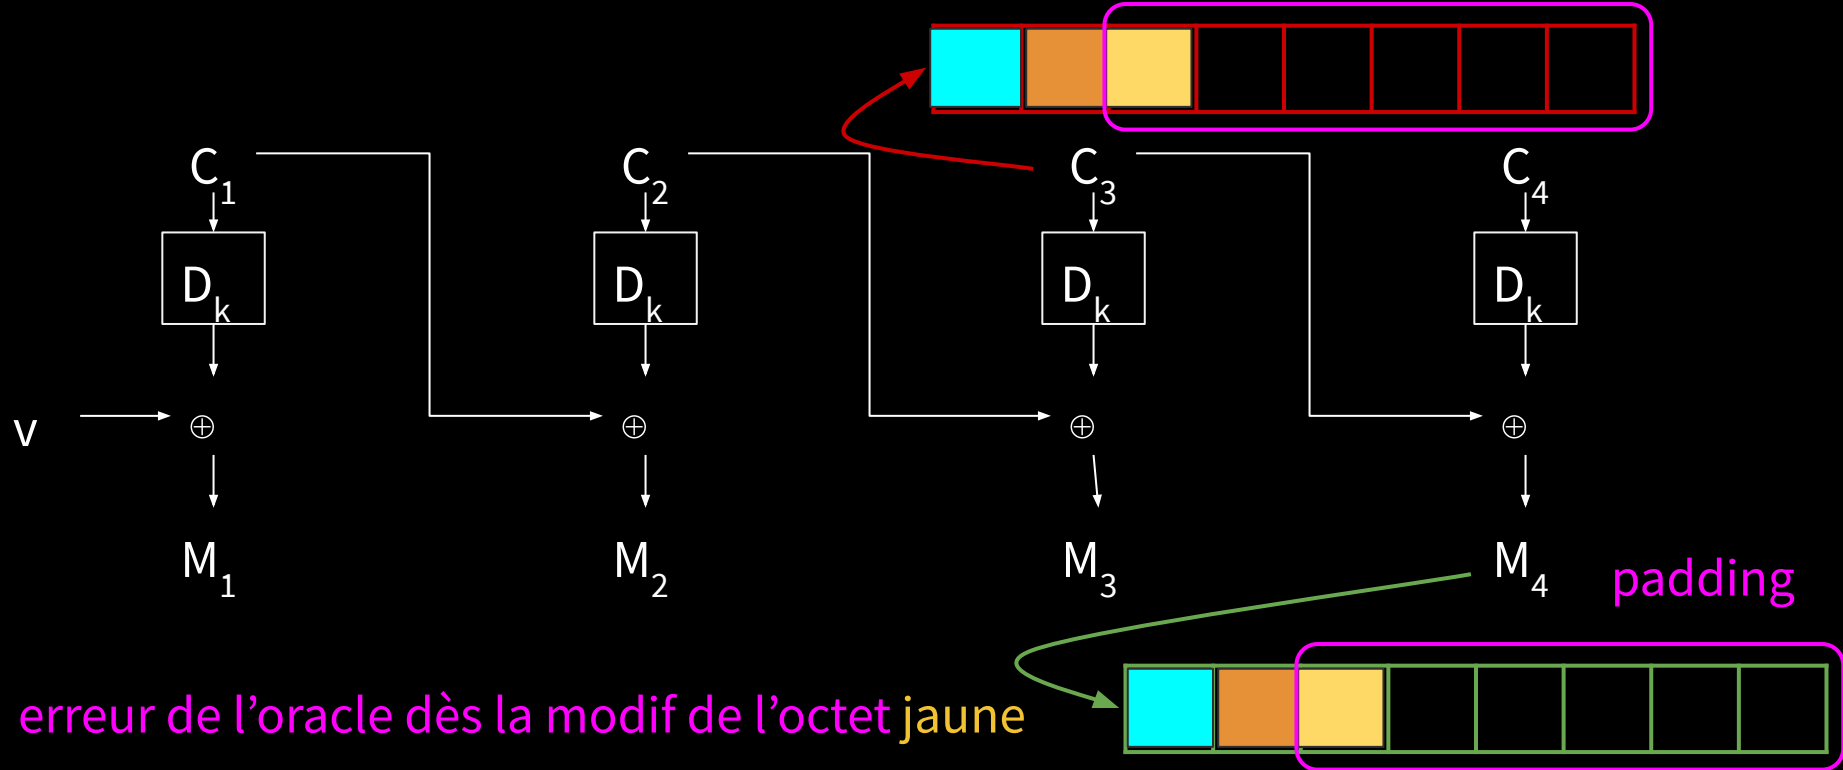 C1 C2 C3 C4
Dk Dk Dk Dk
v ⊕ ⊕ ⊕ ⊕
M1 M2 M3 M4 padding
erreur de l’oracle dès la modif de l’octet jaune